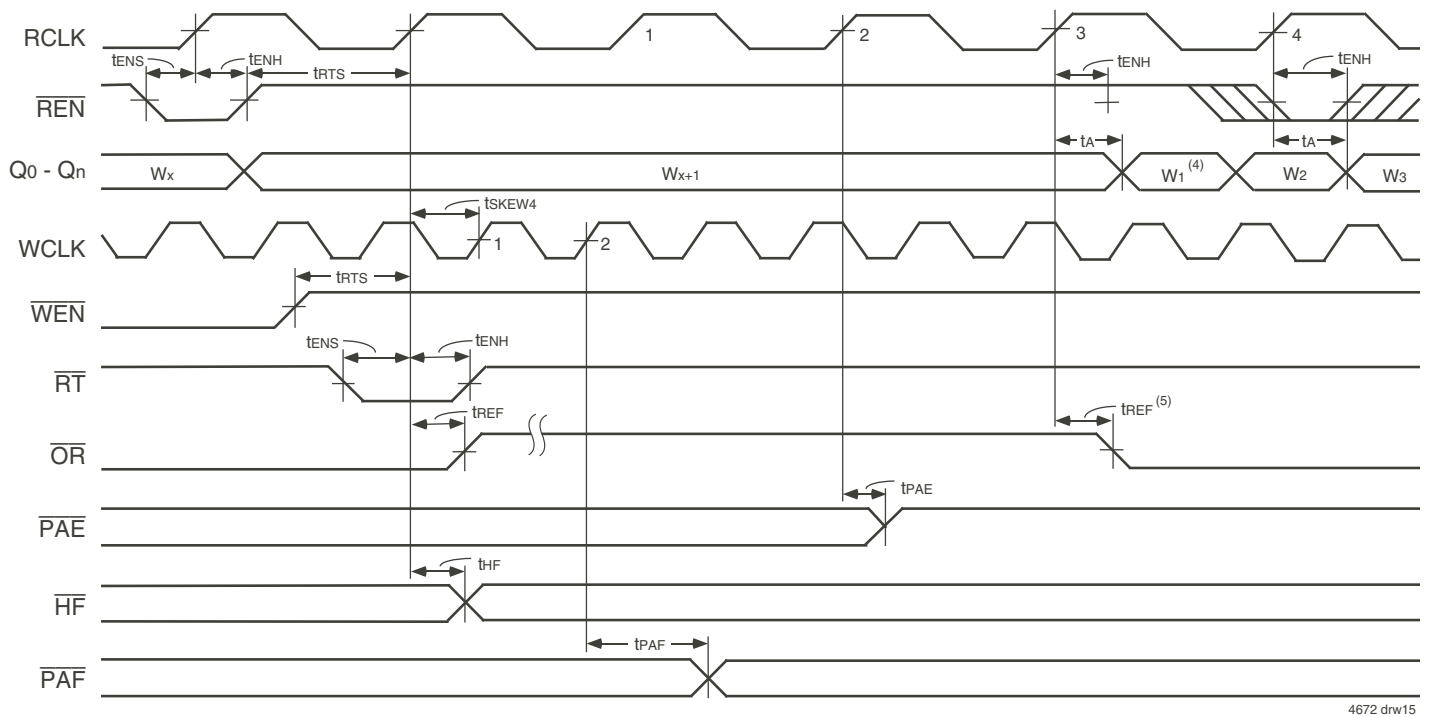 RCLK 1 2 3 4
tENS tENH tRTS tENH tENH
REN
tA tA
Q0 - Qn Wx Wx+1 W1 (4) W2 W3
tSKEW4
WCLK 1 2
tRTS
WEN
tENS tENH
RT
tREF tREF (5)
OR
tPAE
PAE
tHF
HF
tPAF
PAF
4672 drw15